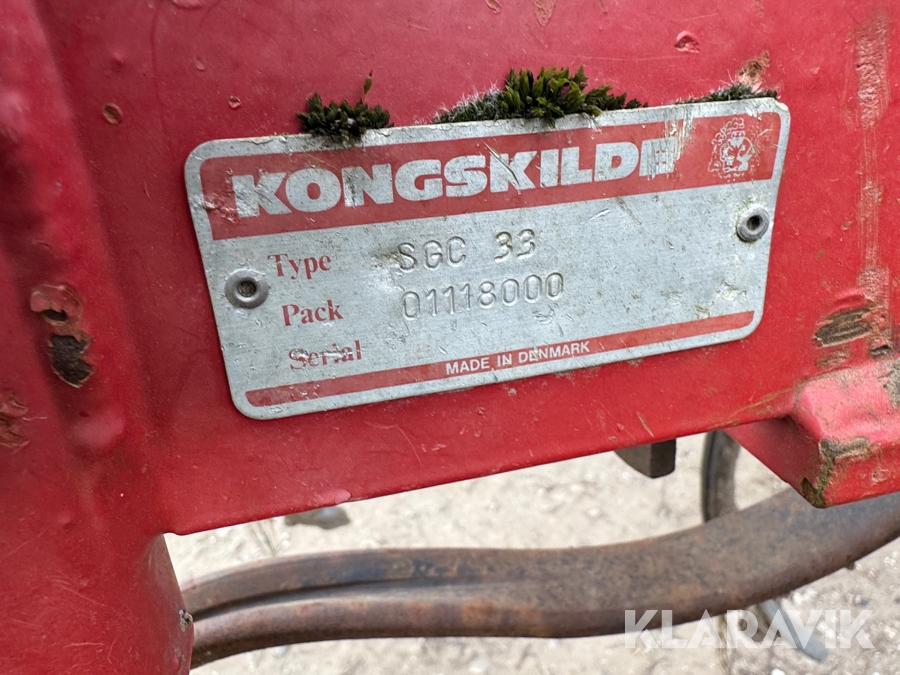 KONGSKILDE
Type SGC 33
Pack 01118000
Serial
MADE IN DENMARK
KLARAVIK